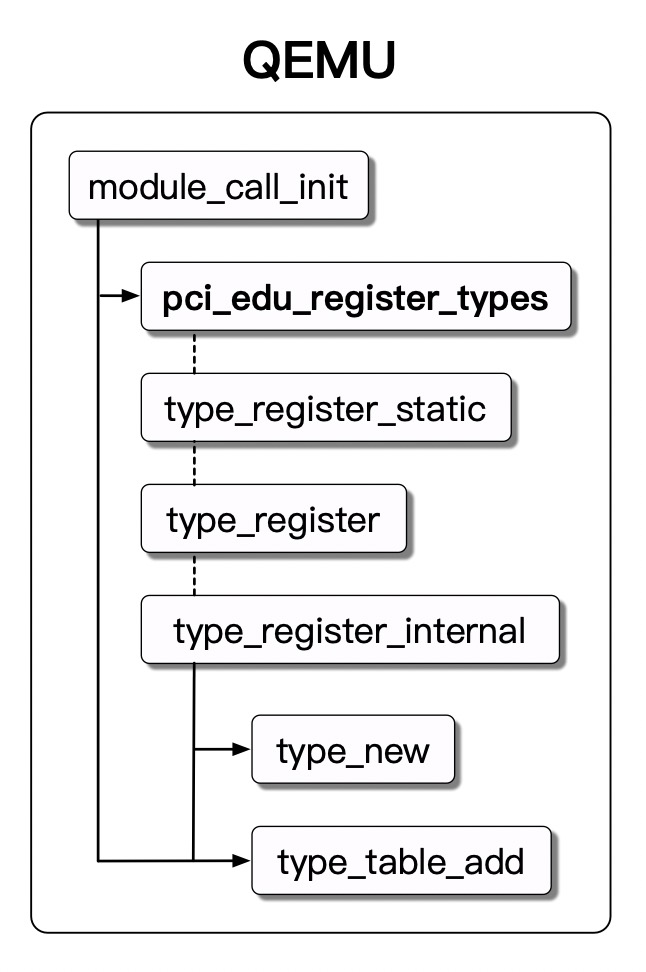 QEMU
module_call_init
pci_edu_register_types
type_register_static
type_register
type_register_internal
type_new
type_table_add